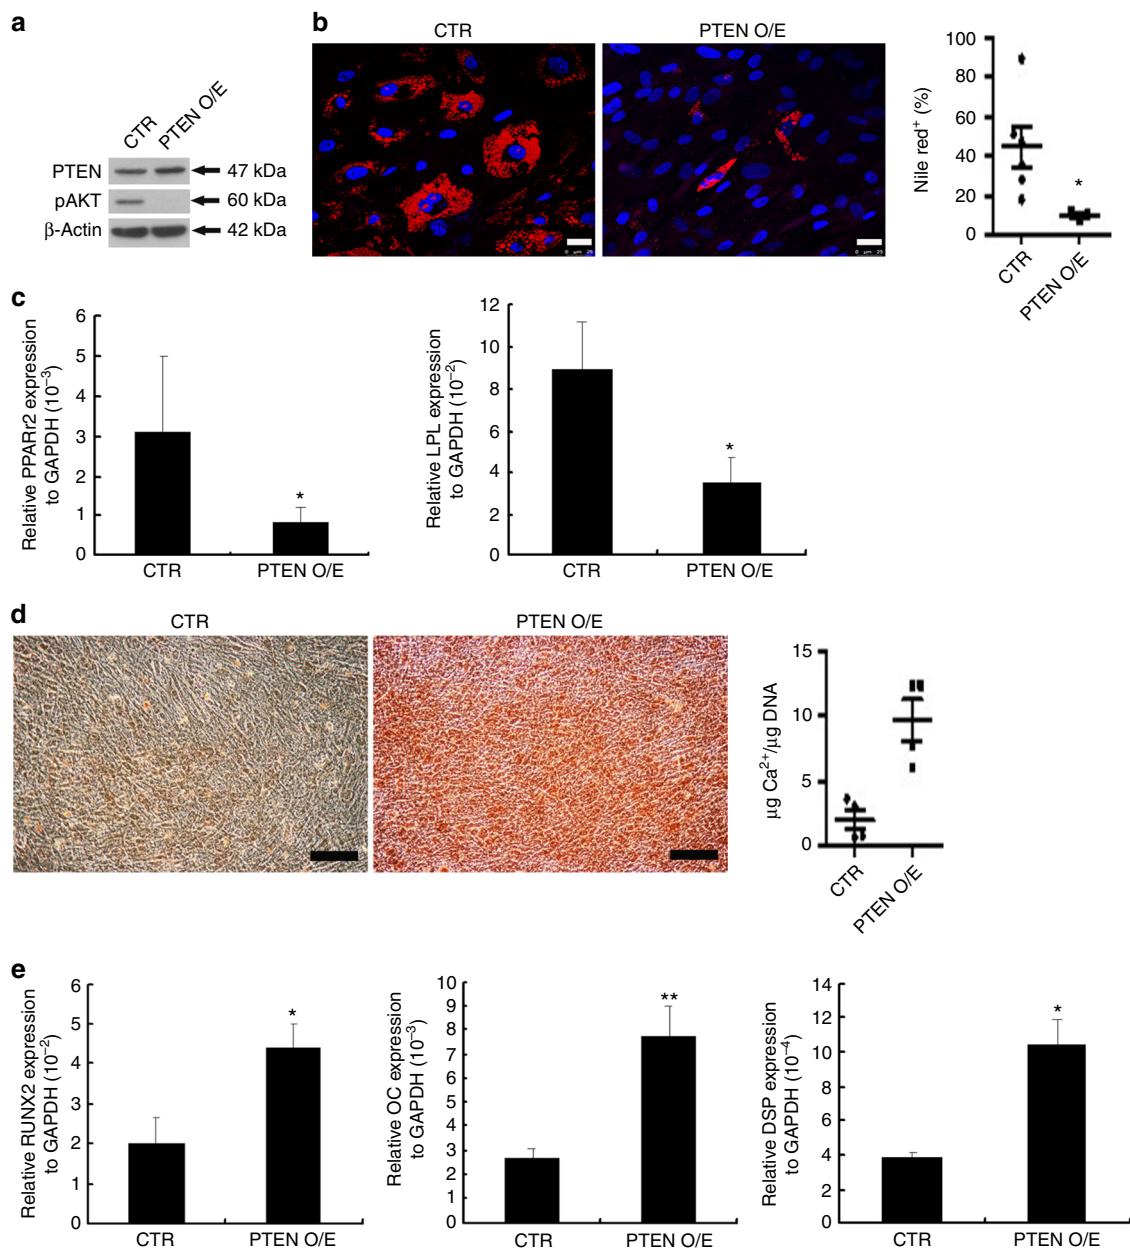 a
CTR
PTEN O/E
PTEN
47 kDa
pAKT
60 kDa
β-Actin
42 kDa
b
CTR
PTEN O/E
0 µm 25
0 µm 25
Nile red⁺ (%)
100
80
60
40
20
0
*
CTR
PTEN O/E
c
Relative PPARr2 expression
to GAPDH (10⁻³)
6
5
4
3
2
1
0
*
CTR
PTEN O/E
Relative LPL expression
to GAPDH (10⁻²)
12
10
8
6
4
2
0
*
CTR
PTEN O/E
d
CTR
PTEN O/E
µg Ca²⁺/µg DNA
15
10
5
0
CTR
PTEN O/E
e
Relative RUNX2 expression
to GAPDH (10⁻²)
6
5
4
3
2
1
0
*
CTR
PTEN O/E
Relative OC expression
to GAPDH (10⁻³)
10
9
8
7
6
5
4
3
2
1
0
**
CTR
PTEN O/E
Relative DSP expression
to GAPDH (10⁻⁴)
14
12
10
8
6
4
2
0
*
CTR
PTEN O/E